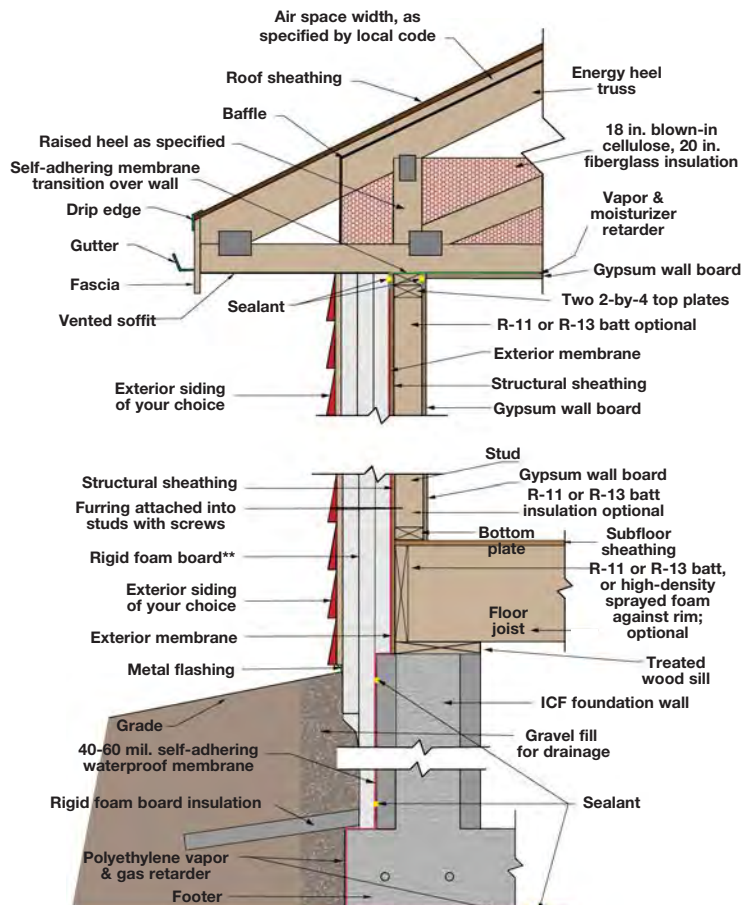 Air space width, as
specified by local code
Roof sheathing
Energy heel
truss
Baffle
Raised heel as specified
18 in. blown-in
cellulose, 20 in.
fiberglass insulation
Self-adhering membrane
transition over wall
Vapor &
moisturizer
retarder
Drip edge
Gutter
Gypsum wall board
Fascia
Sealant
Two 2-by-4 top plates
Vented soffit
R-11 or R-13 batt optional
Exterior membrane
Exterior siding
of your choice
Structural sheathing
Gypsum wall board
Stud
Structural sheathing
Gypsum wall board
Furring attached into
studs with screws
R-11 or R-13 batt
insulation optional
Bottom
plate
Subfloor
sheathing
Rigid foam board**
R-11 or R-13 batt,
or high-density
sprayed foam
against rim;
optional
Exterior siding
of your choice
Floor
joist
Exterior membrane
Treated
wood sill
Metal flashing
ICF foundation wall
Grade
Gravel fill
for drainage
40-60 mil. self-adhering
waterproof membrane
Rigid foam board insulation
Sealant
Polyethylene vapor
& gas retarder
Footer